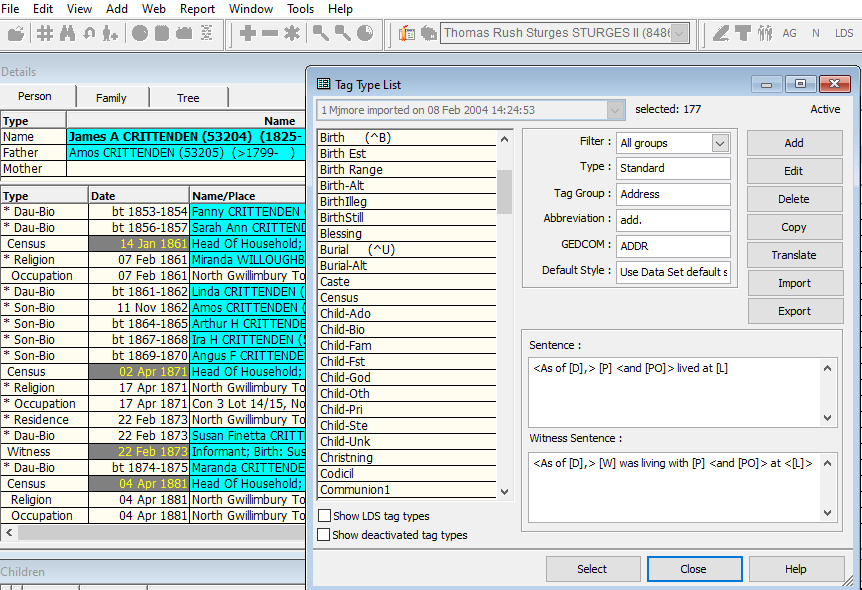 File Edit View Add Web Report Window Tools Help
Thomas Rush Sturges STURGES II (848
AG N LDS
Details
Person Family Tree
Type Name
Name James A CRITTENDEN (53204) (1825-
Father Amos CRITTENDEN (53205) (>1799- )
Mother
Type Date Name/Place
* Dau-Bio bt 1853-1854 Fanny CRITTENDEN
* Dau-Bio bt 1856-1857 Sarah Ann CRITTENDE
Census 14 Jan 1861 Head Of Household;
* Religion 07 Feb 1861 Miranda WILLOUGHB
Occupation 07 Feb 1861 North Gwillimbury To
* Dau-Bio bt 1861-1862 Linda CRITTENDEN (
* Son-Bio 11 Nov 1862 Amos CRITTENDEN (
* Son-Bio bt 1864-1865 Arthur H CRITTENDE
* Son-Bio bt 1867-1868 Ira H CRITTENDEN (5
* Son-Bio bt 1869-1870 Angus F CRITTENDE
Census 02 Apr 1871 Head Of Household;
* Religion 17 Apr 1871 North Gwillimbury To
* Occupation 17 Apr 1871 Con 3 Lot 14/15, No
* Residence 22 Feb 1873 North Gwillimbury To
* Dau-Bio 22 Feb 1873 Susan Finetta CRITT
Witness 22 Feb 1873 Informant; Birth: Sus
* Dau-Bio bt 1874-1875 Maranda CRITTENDE
Census 04 Apr 1881 Head Of Household;
Religion 04 Apr 1881 North Gwillimbury To
Occupation 04 Apr 1881 North Gwillimbury To
Children
Tag Type List
1 Mjmore imported on 08 Feb 2004 14:24:53 selected: 177 Active
Birth (^B)
Birth Est
Birth Range
Birth-Alt
BirthIlleg
BirthStill
Blessing
Burial (^U)
Burial-Alt
Caste
Census
Child-Ado
Child-Bio
Child-Fam
Child-Fst
Child-God
Child-Oth
Child-Pri
Child-Ste
Child-Unk
Christning
Codicil
Communion1
Show LDS tag types
Show deactivated tag types
Filter : All groups
Type : Standard
Tag Group : Address
Abbreviation : add.
GEDCOM : ADDR
Default Style : Use Data Set default s
Add
Edit
Delete
Copy
Translate
Import
Export
Sentence :
<As of [D],> [P] <and [PO]> lived at [L]
Witness Sentence :
<As of [D],> [W] was living with [P] <and [PO]> at <[L]>
Select Close Help